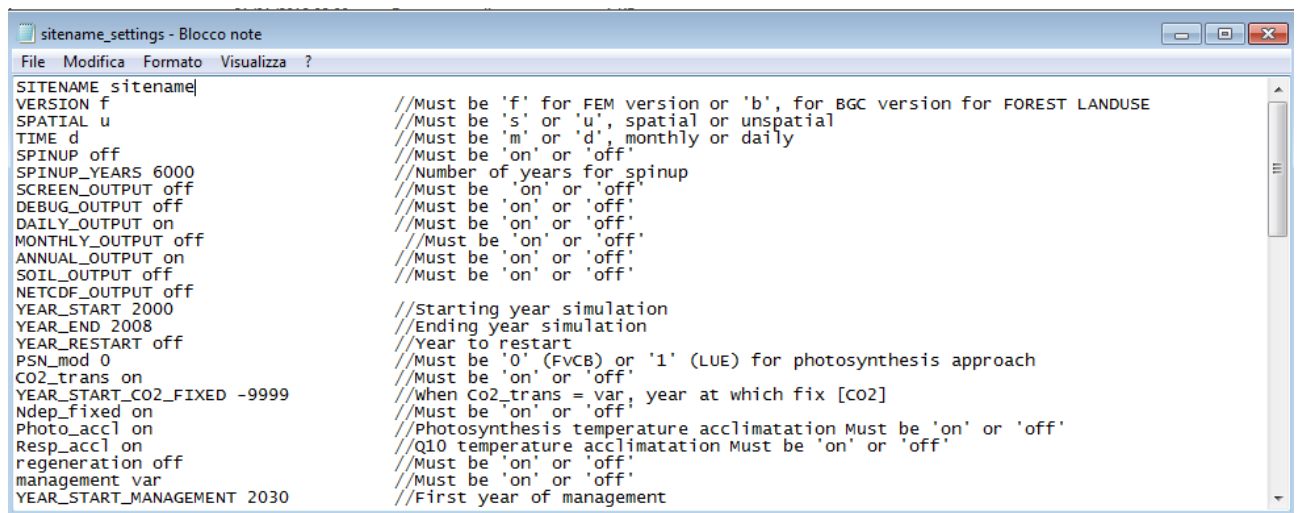 sitename_settings - Blocco note
File Modifica Formato Visualizza ?
SITENAME sitename
VERSION f //Must be 'f' for FEM version or 'b', for BGC version for FOREST LANDUSE
SPATIAL u //Must be 's' or 'u', spatial or unspatial
TIME d //Must be 'm' or 'd', monthly or daily
SPINUP off //Must be 'on' or 'off'
SPINUP_YEARS 6000 //Number of years for spinup
SCREEN_OUTPUT off //Must be  'on' or 'off'
DEBUG_OUTPUT off //Must be 'on' or 'off'
DAILY_OUTPUT on //Must be 'on' or 'off'
MONTHLY_OUTPUT off //Must be 'on' or 'off'
ANNUAL_OUTPUT on //Must be 'on' or 'off'
SOIL_OUTPUT off //Must be 'on' or 'off'
NETCDF_OUTPUT off
YEAR_START 2000 //Starting year simulation
YEAR_END 2008 //Ending year simulation
YEAR_RESTART off //Year to restart
PSN_mod 0 //Must be '0' (FvCB) or '1' (LUE) for photosynthesis approach
CO2_trans on //Must be 'on' or 'off'
YEAR_START_CO2_FIXED -9999 //When Co2_trans = var, year at which fix [CO2]
Ndep_fixed on //Must be 'on' or 'off'
Photo_accl on //Photosynthesis temperature acclimatation Must be 'on' or 'off'
Resp_accl on //Q10 temperature acclimatation Must be 'on' or 'off'
regeneration off //Must be 'on' or 'off'
management var //Must be 'on' or 'off'
YEAR_START_MANAGEMENT 2030 //First year of management